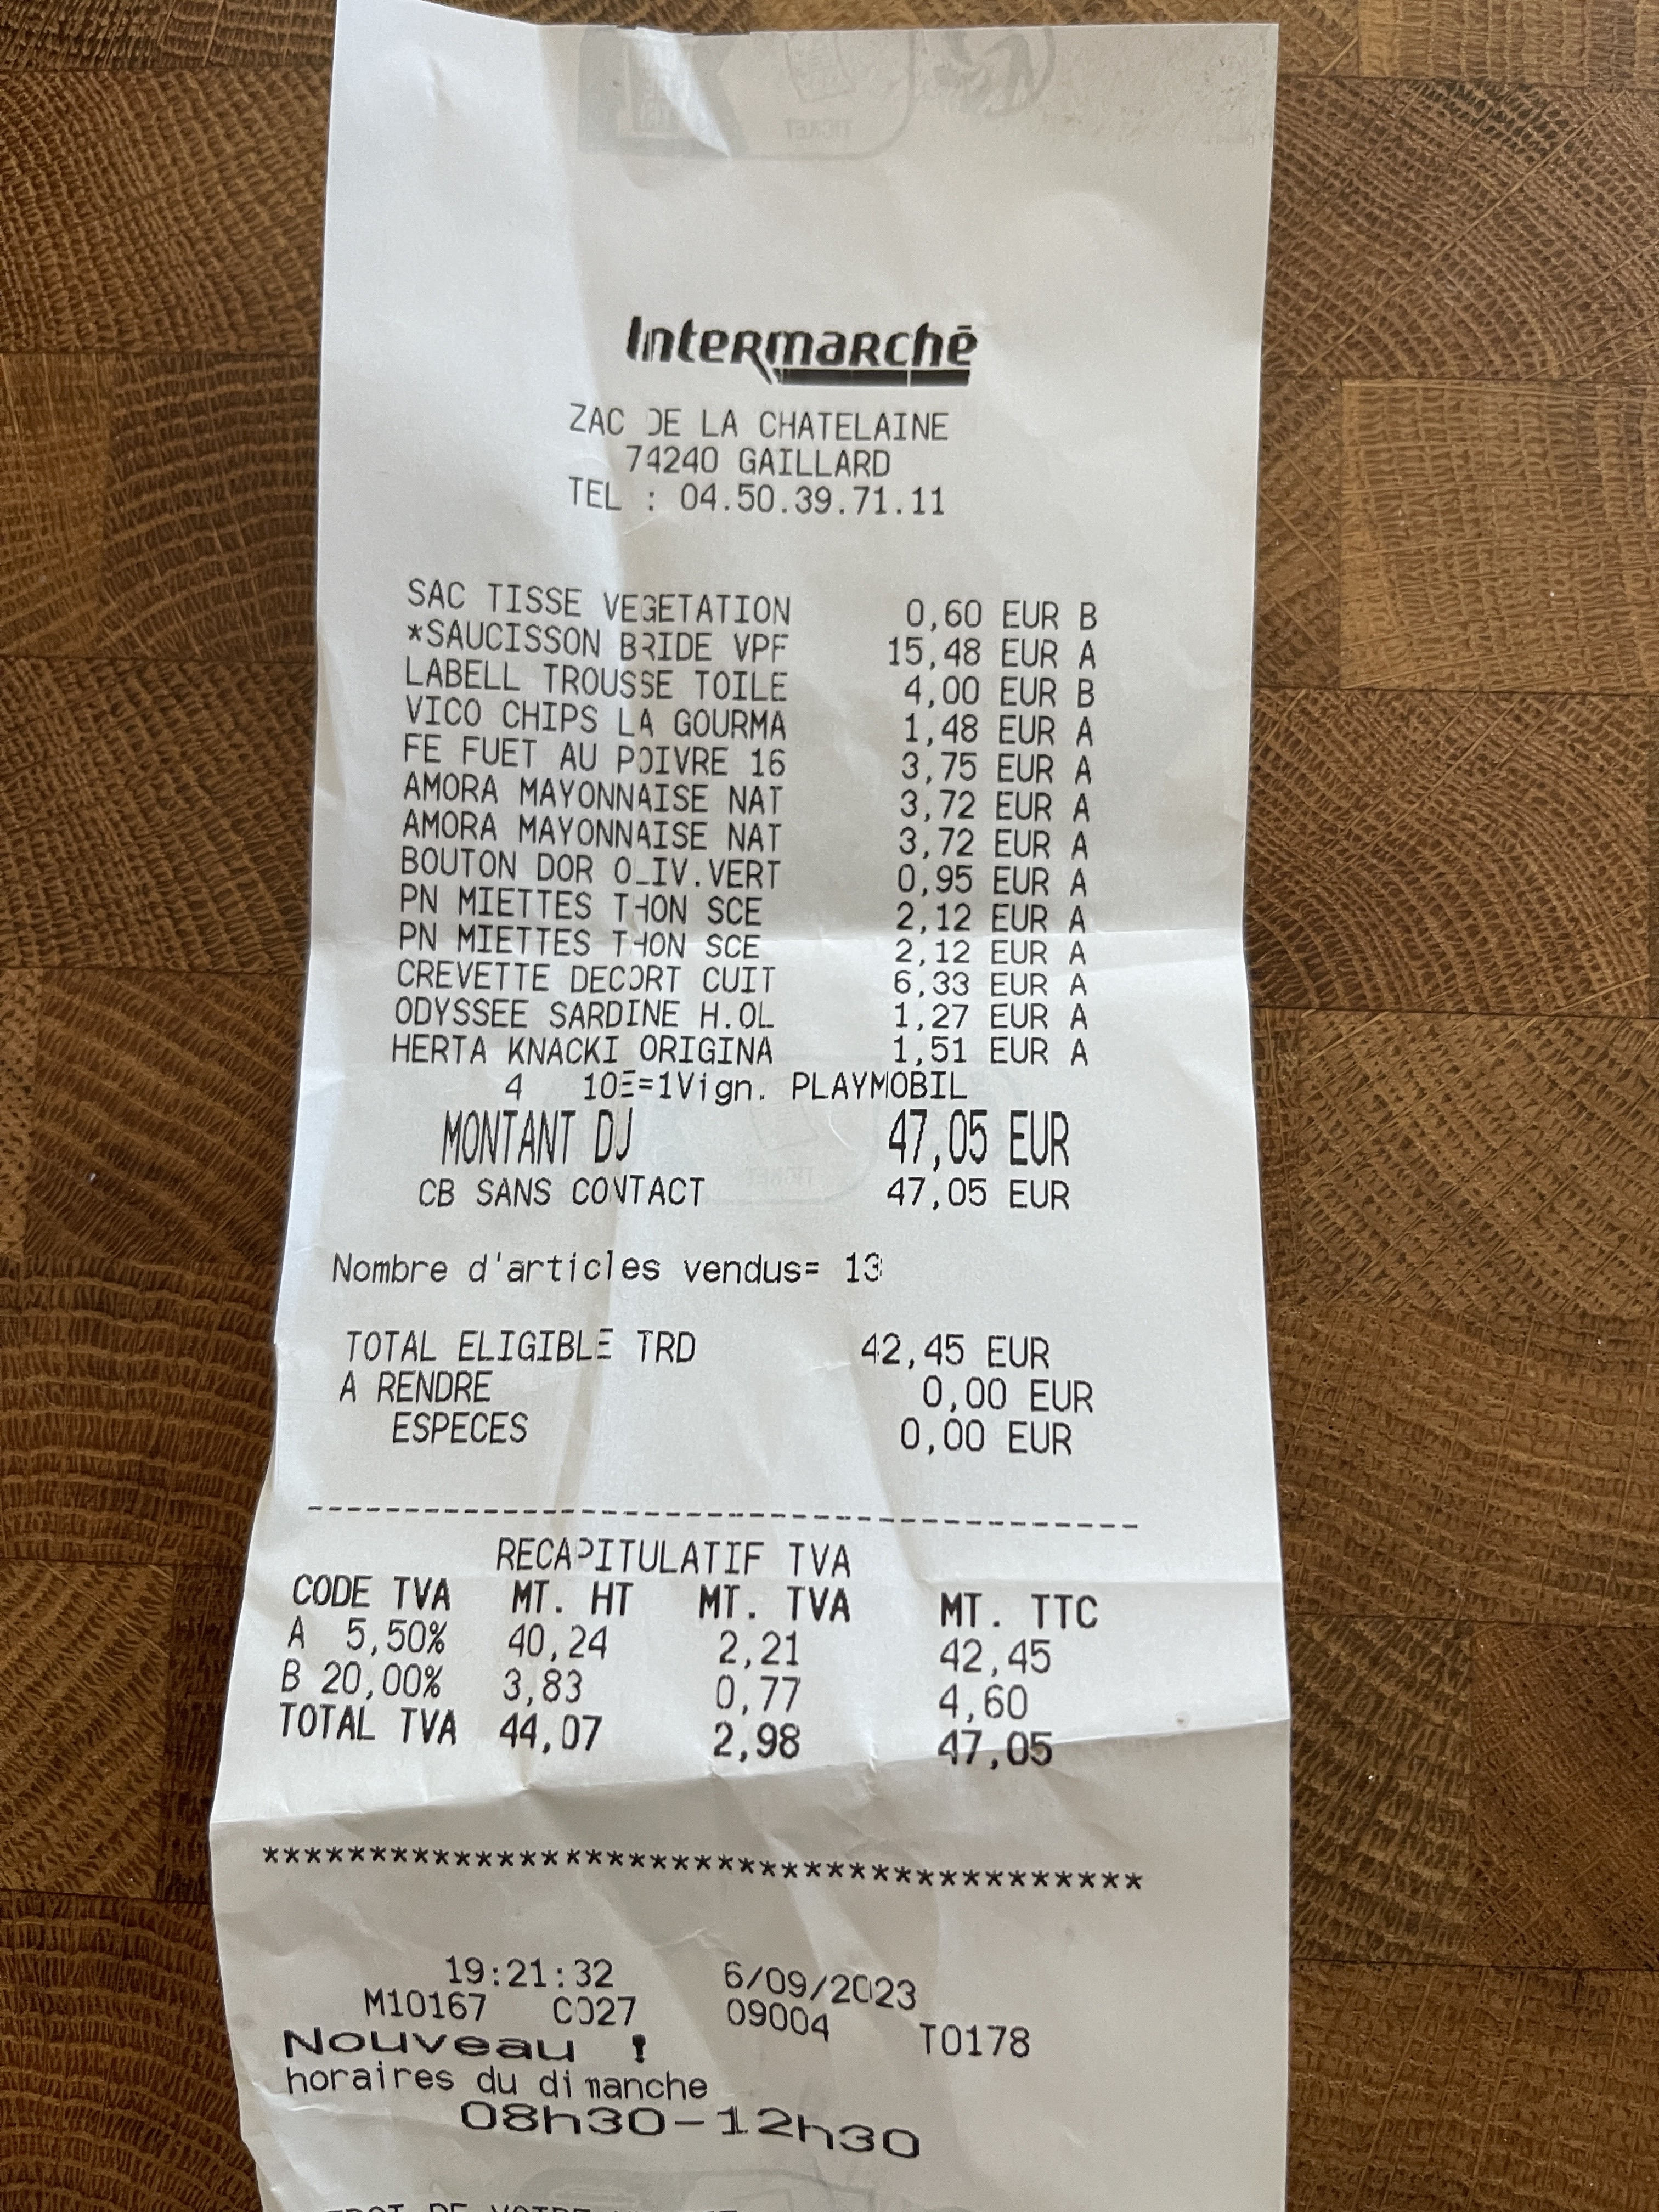 Intermarché
ZAC DE LA CHATELAINE
74240 GAILLARD
TEL : 04.50.39.71.11
SAC TISSE VEGETATION 0,60 EUR B
*SAUCISSON BRIDE VPF 15,48 EUR A
LABELL TROUSSE TOILE 4,00 EUR B
VICO CHIPS LA GOURMA 1,48 EUR A
FE FUET AU POIVRE 16 3,75 EUR A
AMORA MAYONNAISE NAT 3,72 EUR A
AMORA MAYONNAISE NAT 3,72 EUR A
BOUTON DOR OLIV.VERT 0,95 EUR A
PN MIETTES THON SCE 2,12 EUR A
PN MIETTES THON SCE 2,12 EUR A
CREVETTE DECORT CUIT 6,33 EUR A
ODYSSEE SARDINE H.OL 1,27 EUR A
HERTA KNACKI ORIGINA 1,51 EUR A
4 10E=1Vign. PLAYMOBIL
MONTANT DU 47,05 EUR
CB SANS CONTACT 47,05 EUR
Nombre d'articles vendus= 13
TOTAL ELIGIBLE TRD 42,45 EUR
A RENDRE 0,00 EUR
ESPECES 0,00 EUR
----------------------------------------
RECAPITULATIF TVA
CODE TVA MT. HT MT. TVA MT. TTC
A 5,50% 40,24 2,21 42,45
B 20,00% 3,83 0,77 4,60
TOTAL TVA 44,07 2,98 47,05
******************************************
19:21:32 6/09/2023
M10167 C027 09004 T0178
Nouveau !
horaires du dimanche
08h30-12h30
DE VOTRE